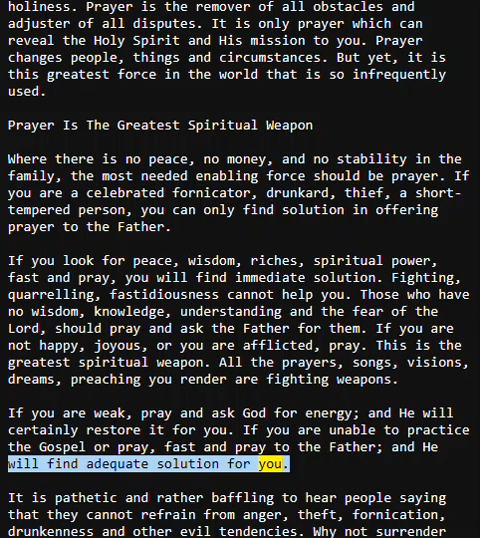 holiness. Prayer is the remover of all obstacles and
adjuster of all disputes. It is only prayer which can
reveal the Holy Spirit and His mission to you. Prayer
changes people, things and circumstances. But yet, it is
this greatest force in the world that is so infrequently
used.
Prayer Is The Greatest Spiritual Weapon
Where there is no peace, no money, and no stability in the
family, the most needed enabling force should be prayer. If
you are a celebrated fornicator, drunkard, thief, a short-
tempered person, you can only find solution in offering
prayer to the Father.
If you look for peace, wisdom, riches, spiritual power,
fast and pray, you will find immediate solution. Fighting,
quarrelling, fastidiousness cannot help you. Those who have
no wisdom, knowledge, understanding and the fear of the
Lord, should pray and ask the Father for them. If you are
not happy, joyous, or you are afflicted, pray. This is the
greatest spiritual weapon. All the prayers, songs, visions,
dreams, preaching you render are fighting weapons.
If you are weak, pray and ask God for energy; and He will
certainly restore it for you. If you are unable to practice
the Gospel or pray, fast and pray to the Father; and He
will find adequate solution for you.
It is pathetic and rather baffling to hear people saying
that they cannot refrain from anger, theft, fornication,
drunkenness and other evil tendencies. Why not surrender